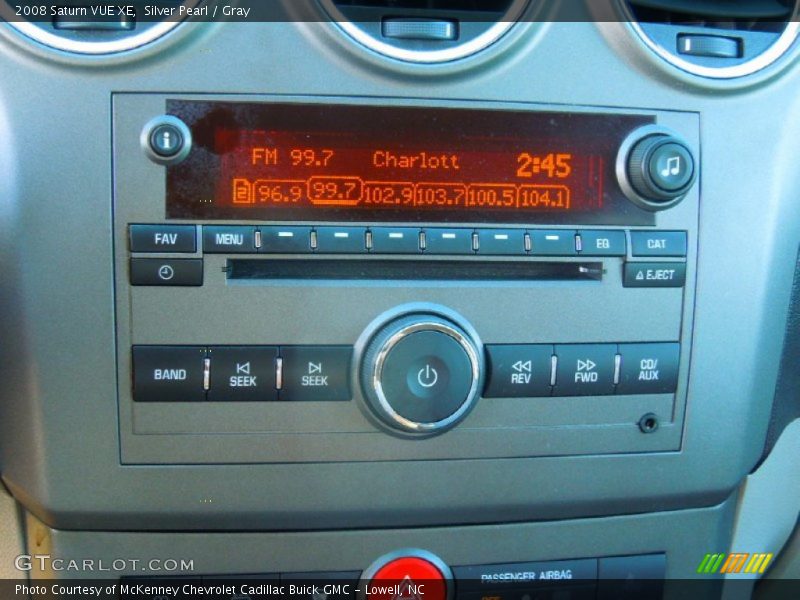 2008 Saturn VUE XE, Silver Pearl / Gray
i
FM 99.7 Charlott 2:45
96.9 99.7 102.9 103.7 100.5 104.1
FAV MENU EQ CAT
EJECT
BAND SEEK SEEK REV FWD CD/
AUX
PASSENGER AIRBAG
GTCARLOT.COM
Photo Courtesy of McKenney Chevrolet Cadillac Buick GMC - Lowell, NC